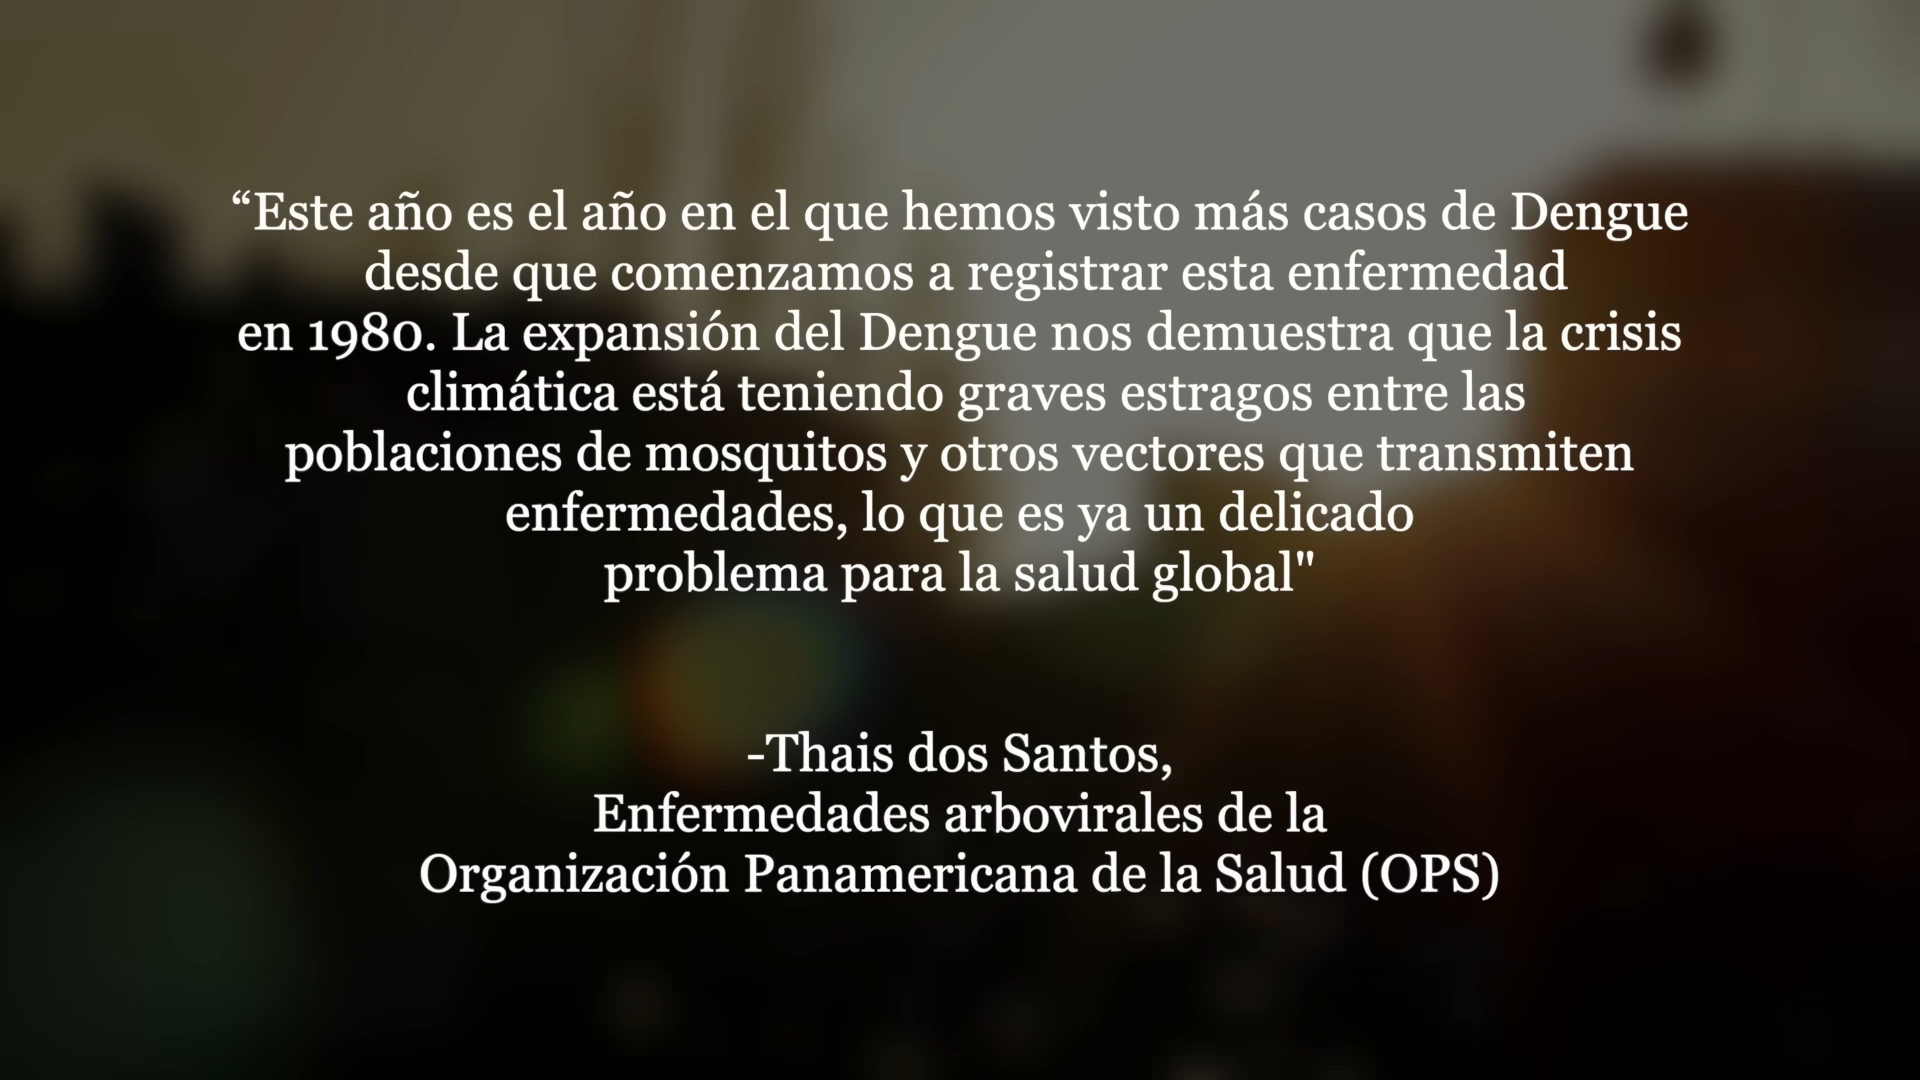 “Este año es el año en el que hemos visto más casos de Dengue
desde que comenzamos a registrar esta enfermedad
en 1980. La expansión del Dengue nos demuestra que la crisis
climática está teniendo graves estragos entre las
poblaciones de mosquitos y otros vectores que transmiten
enfermedades, lo que es ya un delicado
problema para la salud global"
-Thais dos Santos,
Enfermedades arbovirales de la
Organización Panamericana de la Salud (OPS)